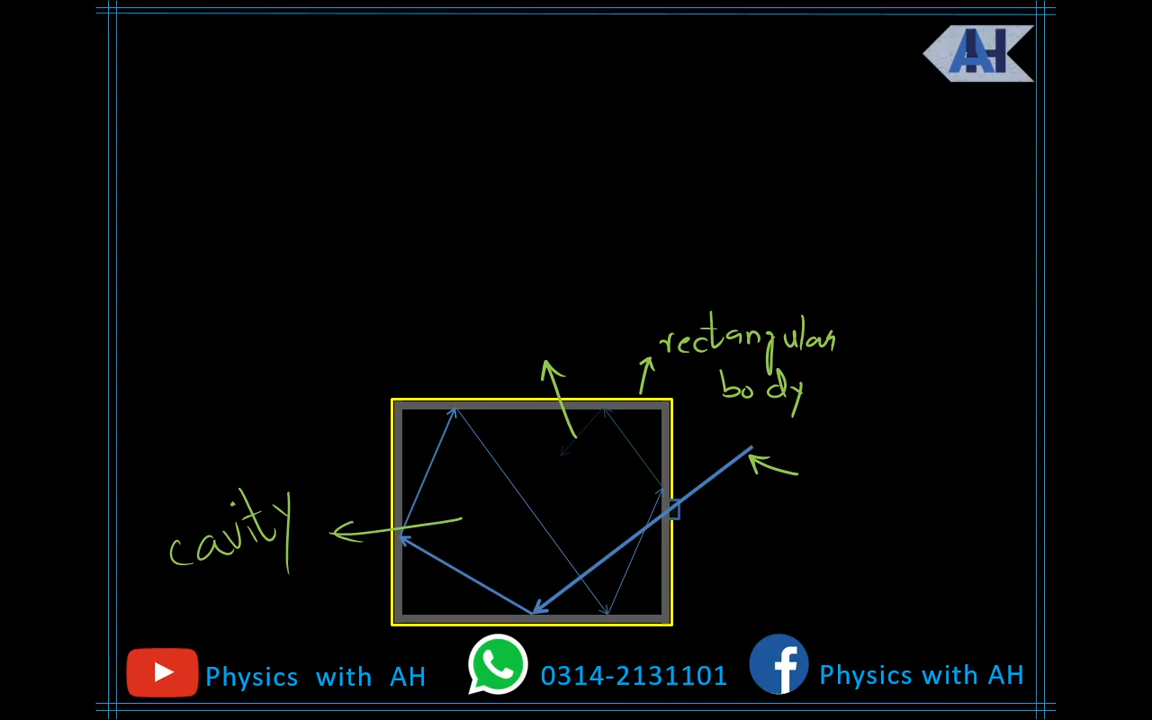 AH
rectangular
body
cavity
Physics with AH
0314-2131101
Physics with AH